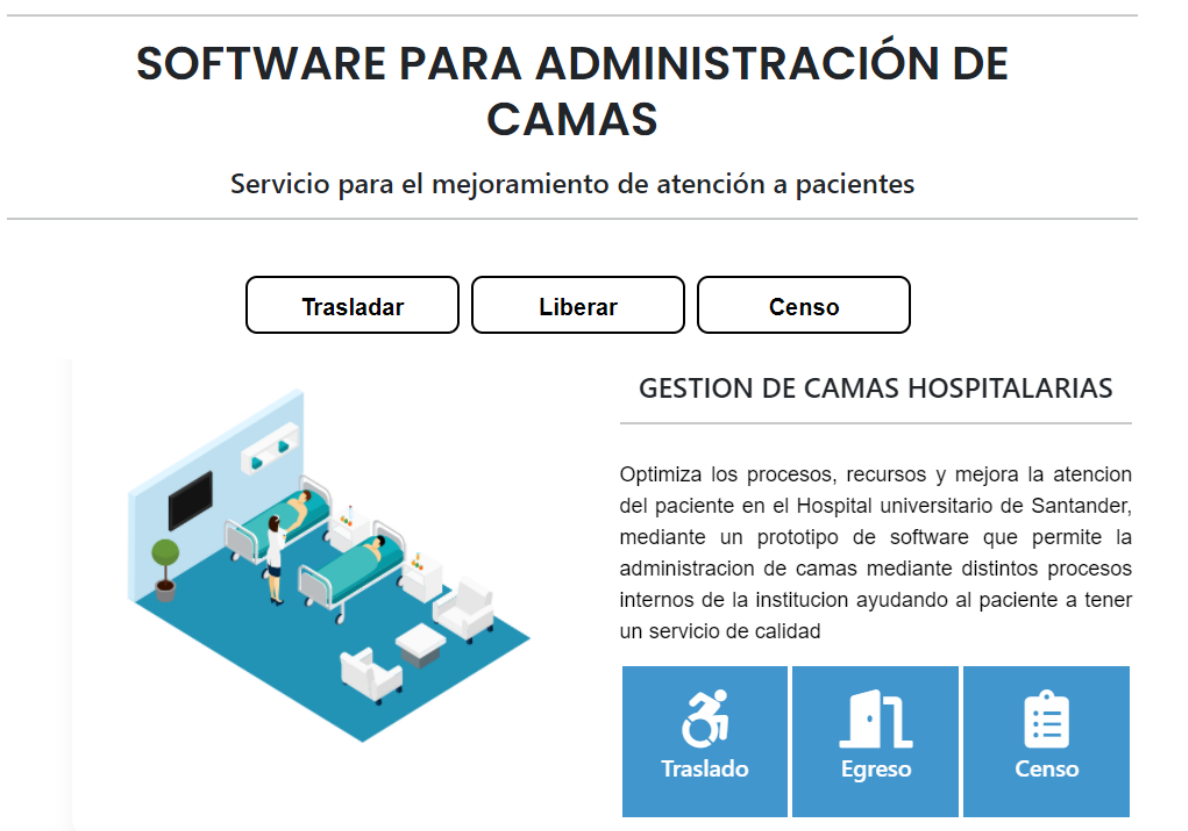 SOFTWARE PARA ADMINISTRACIÓN DE
CAMAS
Servicio para el mejoramiento de atención a pacientes
Trasladar
Liberar
Censo
GESTION DE CAMAS HOSPITALARIAS
Optimiza los procesos, recursos y mejora la atencion
del paciente en el Hospital universitario de Santander,
mediante un prototipo de software que permite la
administracion de camas mediante distintos procesos
internos de la institucion ayudando al paciente a tener
un servicio de calidad
Traslado
Egreso
Censo